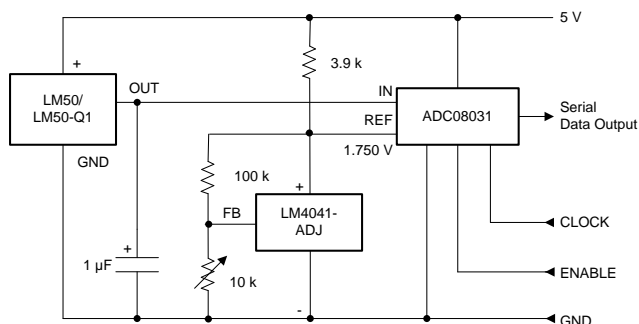 5 V
+
3.9 k
LM50/
LM50-Q1
OUT
IN
ADC08031
Serial
Data Output
REF
1.750 V
GND
100 k
+
FB
LM4041-
ADJ
CLOCK
+
1 µF
10 k
ENABLE
-
GND